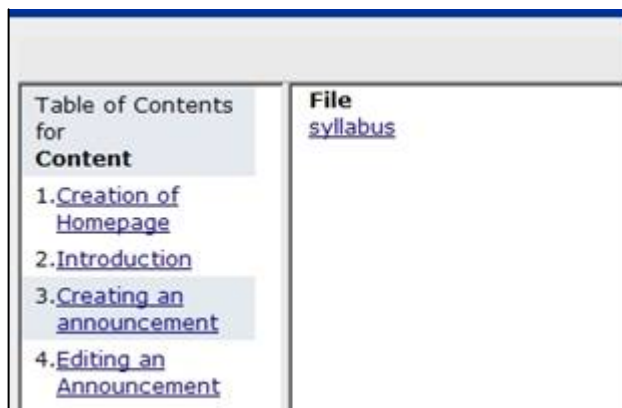 Table of Contents
for
Content
1.Creation of
Homepage
2.Introduction
3.Creating an
announcement
4.Editing an
Announcement
File
syllabus